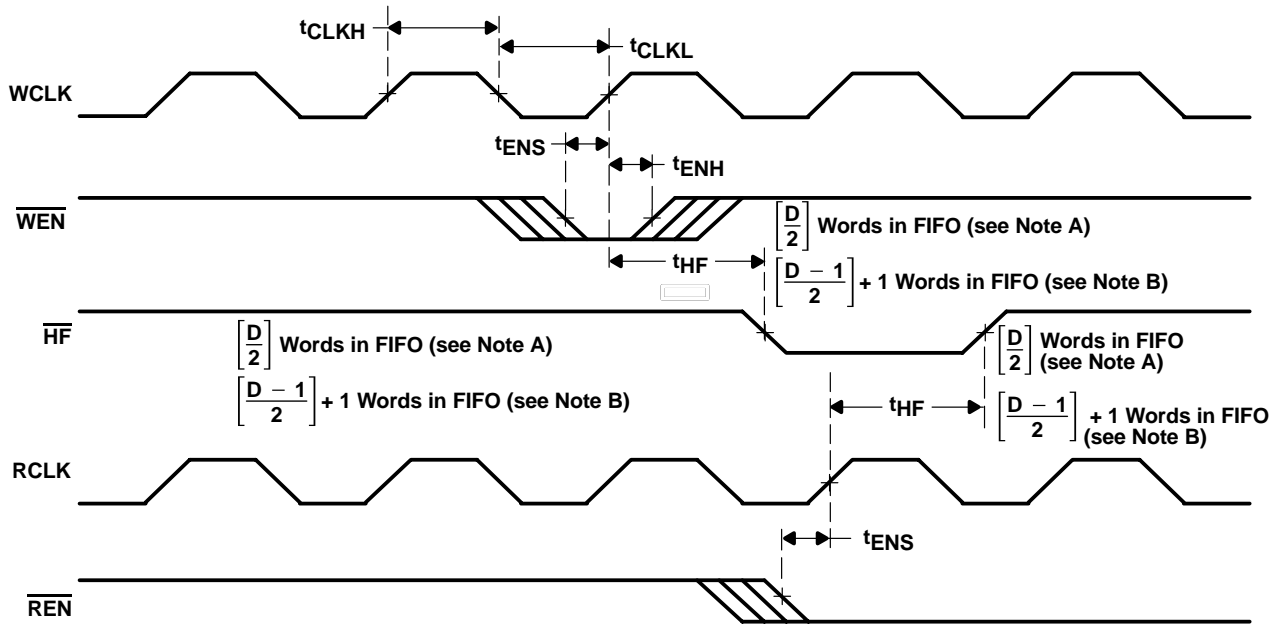 tCLKH
tCLKL
WCLK
tENS
tENH
WEN
[D/2] Words in FIFO (see Note A)
tHF
[D − 1/2] + 1 Words in FIFO (see Note B)
HF
[D/2] Words in FIFO (see Note A)
[D/2] Words in FIFO
(see Note A)
[D − 1/2] + 1 Words in FIFO (see Note B)
tHF
[D − 1/2] + 1 Words in FIFO
(see Note B)
RCLK
tENS
REN